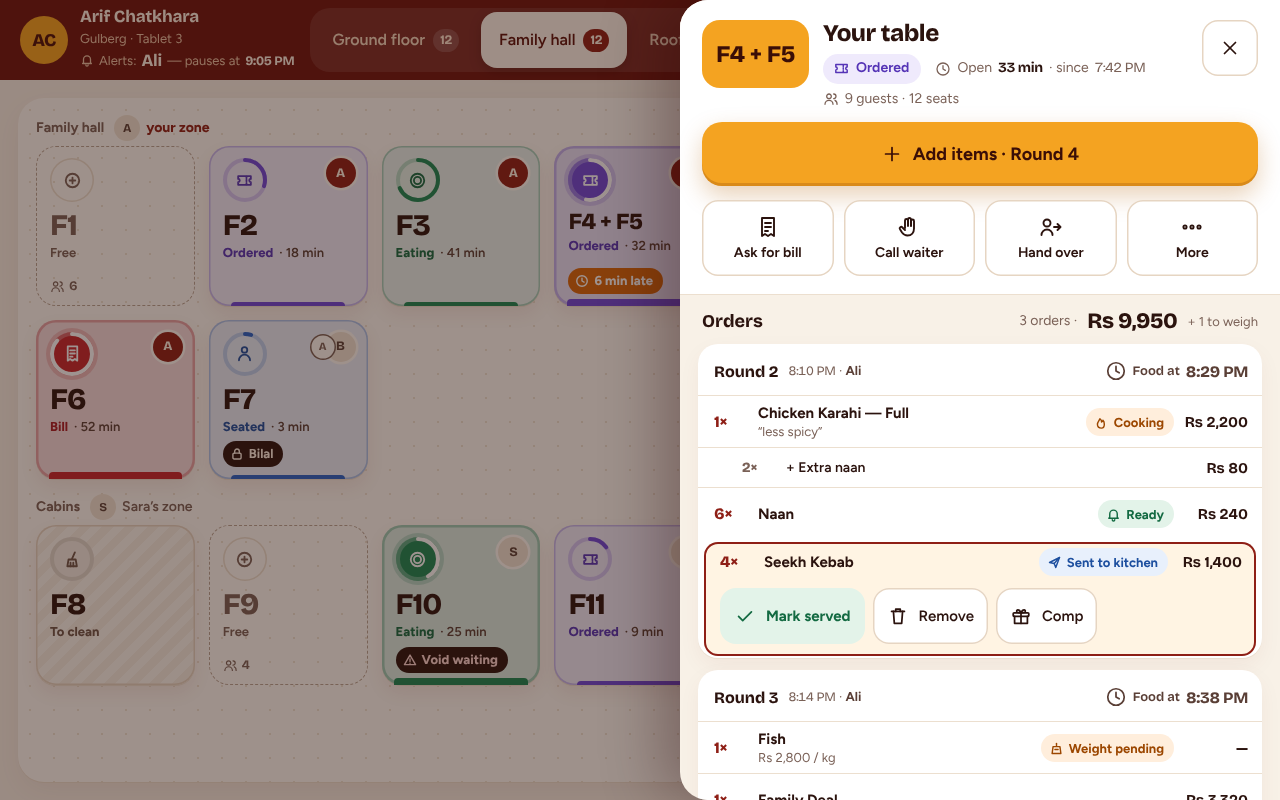 AC
Arif Chatkhara
Gulberg · Tablet 3
Alerts: Ali — pauses at 9:05 PM
Ground floor 12
Family hall 12
Family hall A your zone
F1
Free
6
A
F2
Ordered · 18 min
A
F3
Eating · 41 min
F4 + F5
Ordered · 32 min
6 min late
A
F6
Bill · 52 min
A B
F7
Seated · 3 min
Bilal
Cabins S Sara's zone
F8
To clean
F9
Free
4
S
F10
Eating · 25 min
Void waiting
F11
Ordered · 9 min
F4 + F5
Your table
Ordered Open 33 min · since 7:42 PM
9 guests · 12 seats
Add items · Round 4
Ask for bill
Call waiter
Hand over
More
Orders 3 orders · Rs 9,950 + 1 to weigh
Round 2 8:10 PM · Ali Food at 8:29 PM
1× Chicken Karahi — Full Cooking Rs 2,200
"less spicy"
2× + Extra naan Rs 80
6× Naan Ready Rs 240
4× Seekh Kebab Sent to kitchen Rs 1,400
Mark served Remove Comp
Round 3 8:14 PM · Ali Food at 8:38 PM
1× Fish Weight pending –
Rs 2,800 / kg
1× Family Deal Rs 3,320